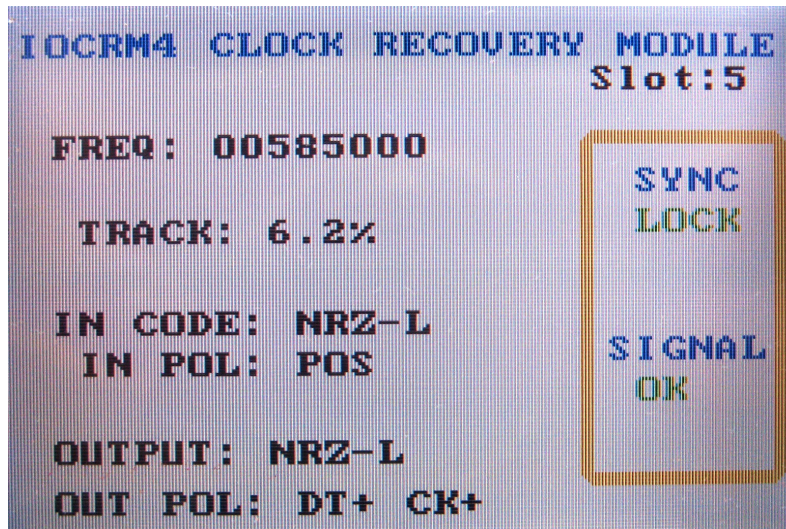 IOCRM4 CLOCK RECOVERY MODULE
Slot:5
FREQ: 00585000
TRACK: 6.2%
IN CODE: NRZ-L
IN POL: POS
OUTPUT: NRZ-L
OUT POL: DT+ CK+
SYNC
LOCK
SIGNAL
OK